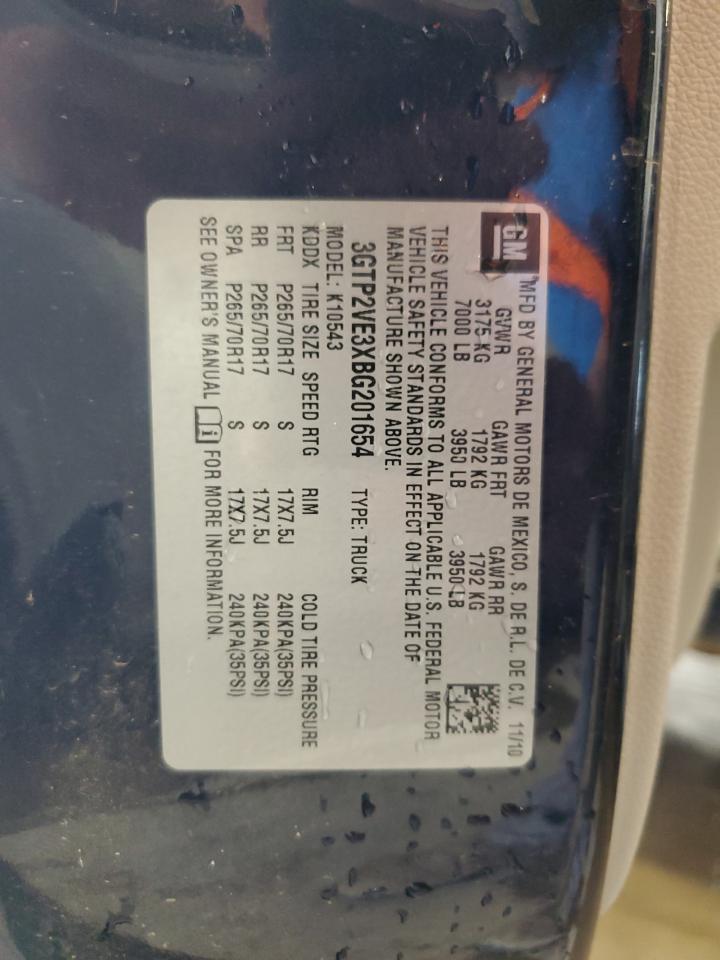 GM
MFD BY GENERAL MOTORS DE MEXICO, S. DE R.L. DE C.V. 11/10
GVWR GAWR FRT GAWR RR
3175 KG 1792 KG 1792 KG
7000 LB 3950 LB 3950 LB
THIS VEHICLE CONFORMS TO ALL APPLICABLE U.S. FEDERAL MOTOR
VEHICLE SAFETY STANDARDS IN EFFECT ON THE DATE OF
MANUFACTURE SHOWN ABOVE.
3GTP2VE3XBG201654 TYPE: TRUCK
MODEL: K10543
KDDX TIRE SIZE SPEED RTG RIM COLD TIRE PRESSURE
FRT P265/70R17 S 17X7.5J 240KPA(35PSI)
RR P265/70R17 S 17X7.5J 240KPA(35PSI)
SPA P265/70R17 S 17X7.5J 240KPA(35PSI)
SEE OWNER'S MANUAL FOR MORE INFORMATION.